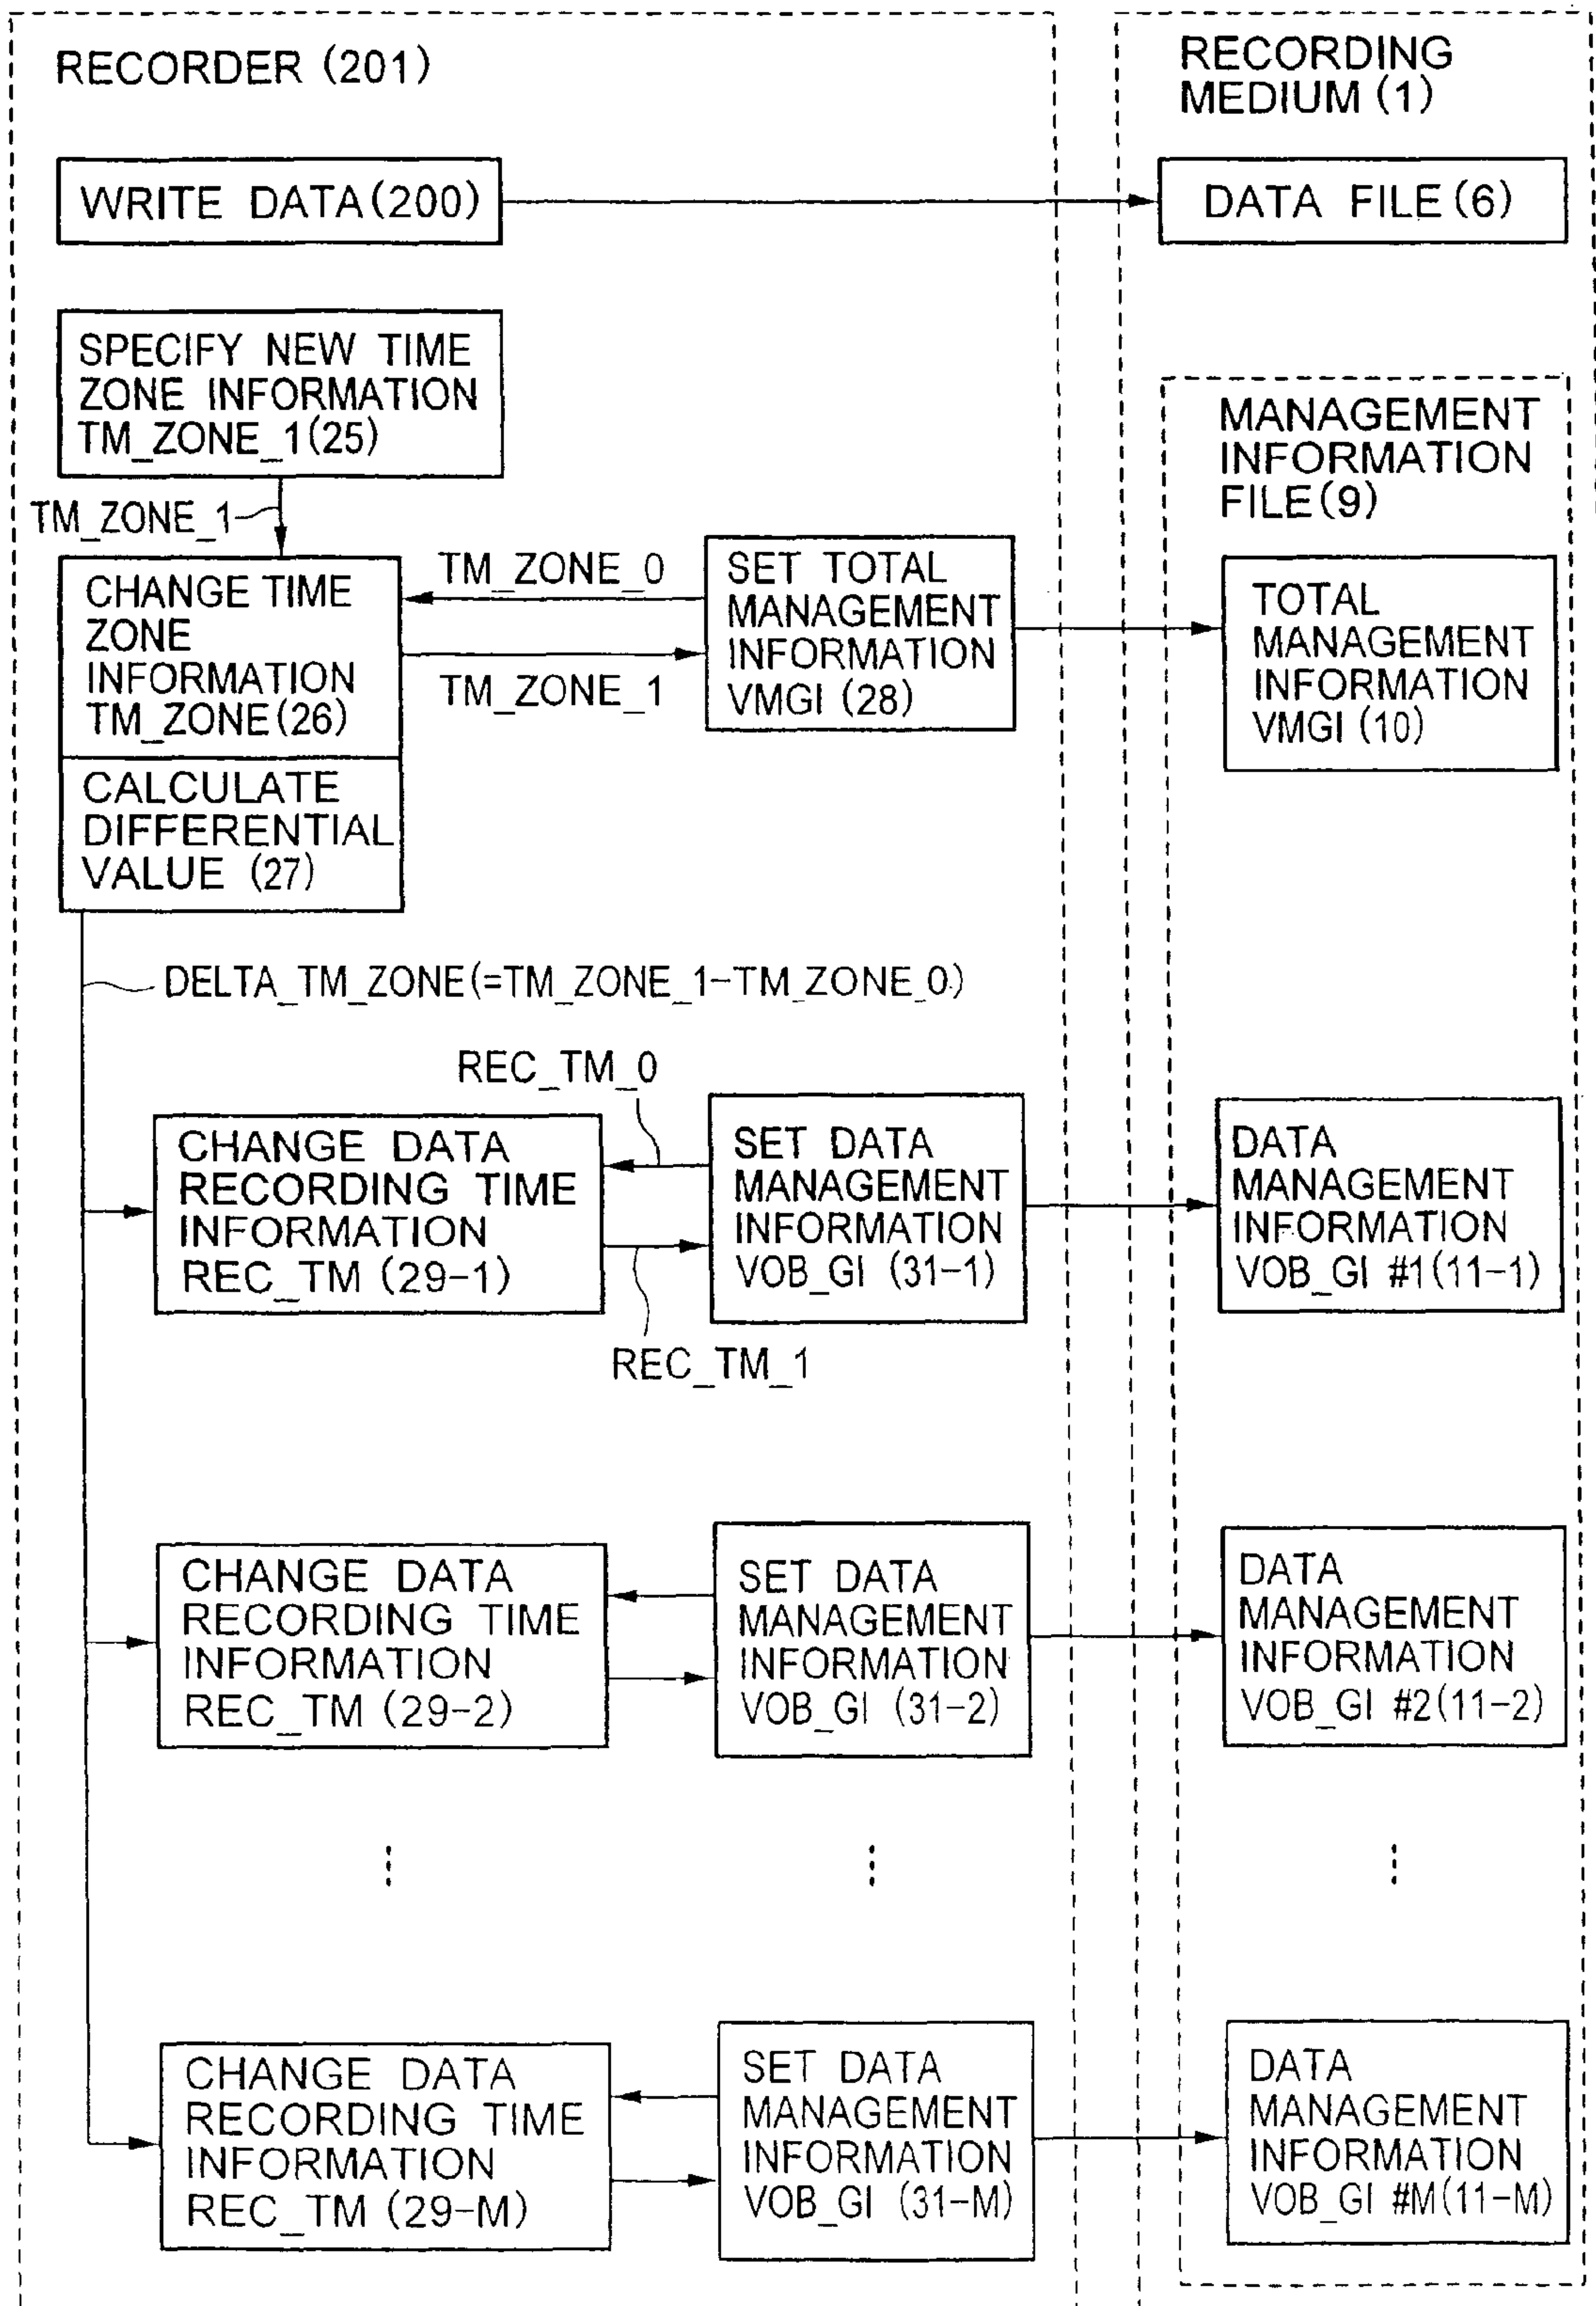 RECORDER (201)
RECORDING
MEDIUM (1)
WRITE DATA(200)
DATA FILE(6)
SPECIFY NEW TIME
ZONE INFORMATION
TM_ZONE_1(25)
MANAGEMENT
INFORMATION
FILE(9)
TM_ZONE_1
CHANGE TIME
ZONE
INFORMATION
TM_ZONE(26)
TM_ZONE_0
TM_ZONE_1
SET TOTAL
MANAGEMENT
INFORMATION
VMGI (28)
TOTAL
MANAGEMENT
INFORMATION
VMGI (10)
CALCULATE
DIFFERENTIAL
VALUE (27)
DELTA_TM_ZONE(=TM_ZONE_1-TM_ZONE_0)
REC_TM_0
CHANGE DATA
RECORDING TIME
INFORMATION
REC_TM (29-1)
SET DATA
MANAGEMENT
INFORMATION
VOB_GI (31-1)
DATA
MANAGEMENT
INFORMATION
VOB_GI #1(11-1)
REC_TM_1
CHANGE DATA
RECORDING TIME
INFORMATION
REC_TM (29-2)
SET DATA
MANAGEMENT
INFORMATION
VOB_GI (31-2)
DATA
MANAGEMENT
INFORMATION
VOB_GI #2(11-2)
CHANGE DATA
RECORDING TIME
INFORMATION
REC_TM (29-M)
SET DATA
MANAGEMENT
INFORMATION
VOB_GI (31-M)
DATA
MANAGEMENT
INFORMATION
VOB_GI #M(11-M)